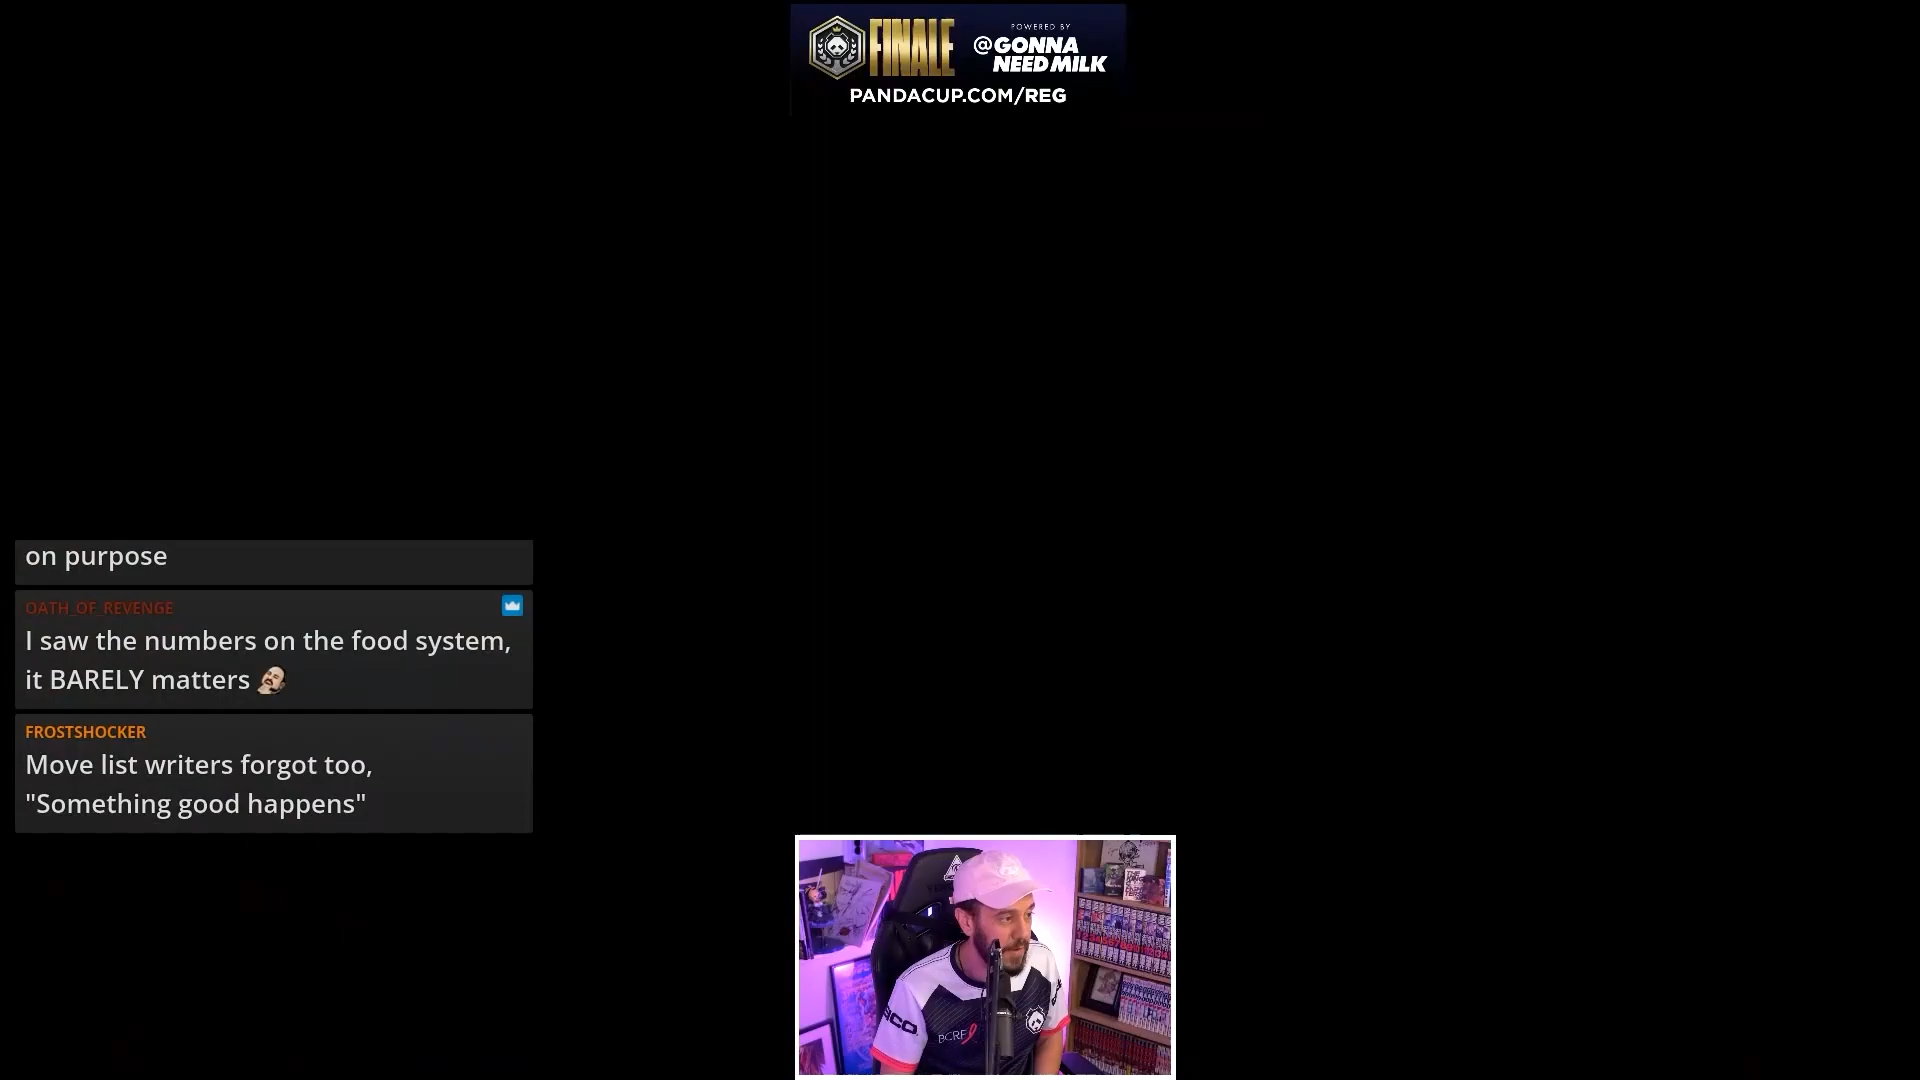 FINALE
POWERED BY
@GONNA
NEED MILK
PANDACUP.COM/REG
on purpose
OATH_OF_REVENGE
I saw the numbers on the food system,
it BARELY matters
FROSTSHOCKER
Move list writers forgot too,
"Something good happens"
BCRF